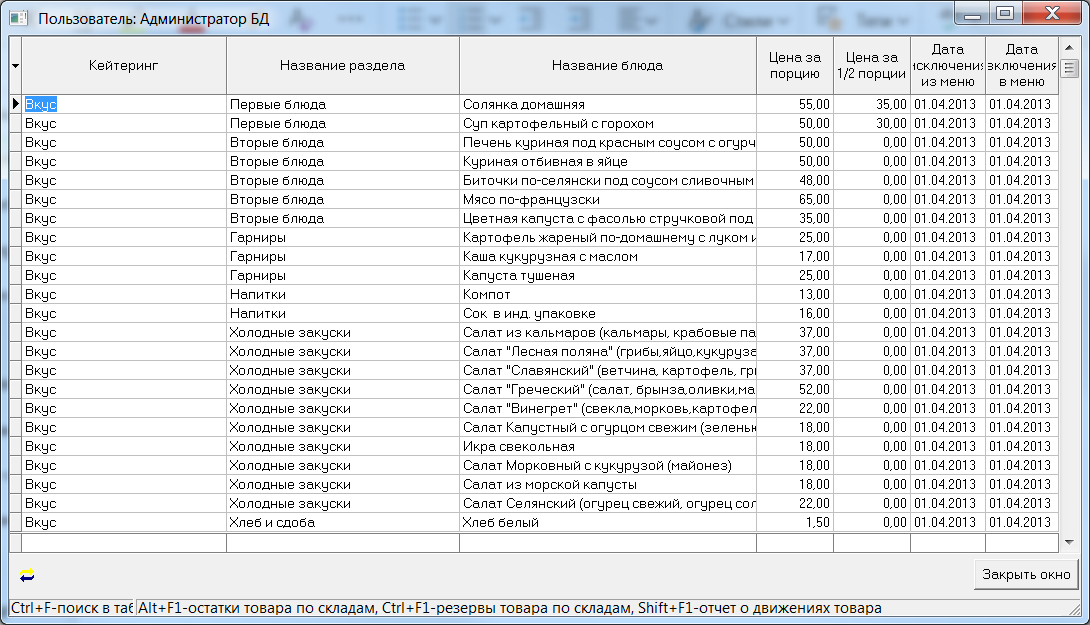 Пользователь: Администратор БД
Кейтеринг Название раздела Название блюда Цена за порцию Цена за 1/2 порции Дата исключения из меню Дата включения в меню
Вкус Первые блюда Солянка домашняя 55,00 35,00 01.04.2013 01.04.2013
Вкус Первые блюда Суп картофельный с горохом 50,00 30,00 01.04.2013 01.04.2013
Вкус Вторые блюда Печень куриная под красным соусом с огурч 50,00 0,00 01.04.2013 01.04.2013
Вкус Вторые блюда Куриная отбивная в яйце 50,00 0,00 01.04.2013 01.04.2013
Вкус Вторые блюда Биточки по-селянски под соусом сливочным 48,00 0,00 01.04.2013 01.04.2013
Вкус Вторые блюда Мясо по-французски 65,00 0,00 01.04.2013 01.04.2013
Вкус Вторые блюда Цветная капуста с фасолью стручковой под 35,00 0,00 01.04.2013 01.04.2013
Вкус Гарниры Картофель жареный по-домашнему с луком и 25,00 0,00 01.04.2013 01.04.2013
Вкус Гарниры Каша кукурузная с маслом 17,00 0,00 01.04.2013 01.04.2013
Вкус Гарниры Капуста тушеная 25,00 0,00 01.04.2013 01.04.2013
Вкус Напитки Компот 13,00 0,00 01.04.2013 01.04.2013
Вкус Напитки Сок в инд. упаковке 16,00 0,00 01.04.2013 01.04.2013
Вкус Холодные закуски Салат из кальмаров (кальмары, крабовые па 37,00 0,00 01.04.2013 01.04.2013
Вкус Холодные закуски Салат "Лесная поляна" (грибы,яйцо,кукуруза 37,00 0,00 01.04.2013 01.04.2013
Вкус Холодные закуски Салат "Славянский" (ветчина, картофель, гри 37,00 0,00 01.04.2013 01.04.2013
Вкус Холодные закуски Салат "Греческий" (салат, брынза,оливки,ма 52,00 0,00 01.04.2013 01.04.2013
Вкус Холодные закуски Салат "Винегрет" (свекла,морковь,картофел 22,00 0,00 01.04.2013 01.04.2013
Вкус Холодные закуски Салат Капустный с огурцом свежим (зелень 18,00 0,00 01.04.2013 01.04.2013
Вкус Холодные закуски Икра свекольная 18,00 0,00 01.04.2013 01.04.2013
Вкус Холодные закуски Салат Морковный с кукурузой (майонез) 18,00 0,00 01.04.2013 01.04.2013
Вкус Холодные закуски Салат из морской капусты 18,00 0,00 01.04.2013 01.04.2013
Вкус Холодные закуски Салат Селянский (огурец свежий, огурец сол 22,00 0,00 01.04.2013 01.04.2013
Вкус Хлеб и сдоба Хлеб белый 1,50 0,00 01.04.2013 01.04.2013
Закрыть окно
Ctrl+F-поиск в таб Alt+F1-остатки товара по складам, Ctrl+F1-резервы товара по складам, Shift+F1-отчет о движениях товара